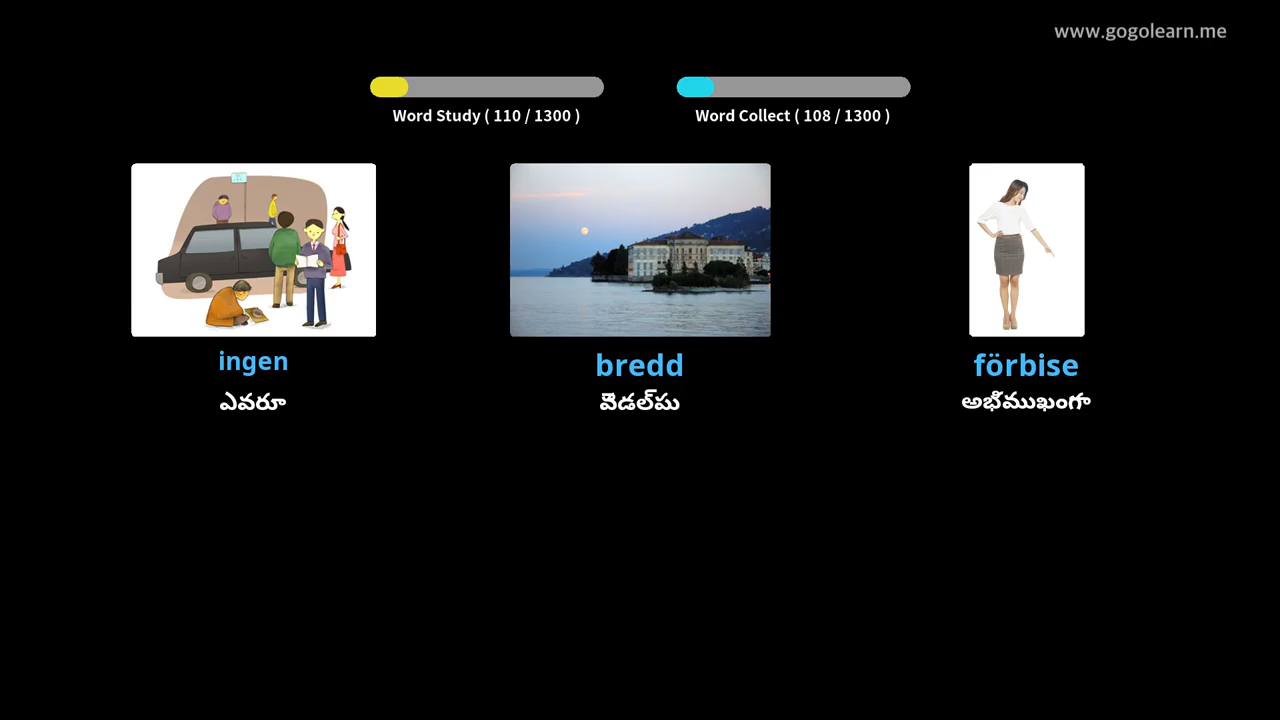 www.gogolearn.me
Word Study ( 110 / 1300 )
Word Collect ( 108 / 1300 )
ingen
bredd
förbise
ఎవరూ
వెడల్పు
అభిముఖంగా